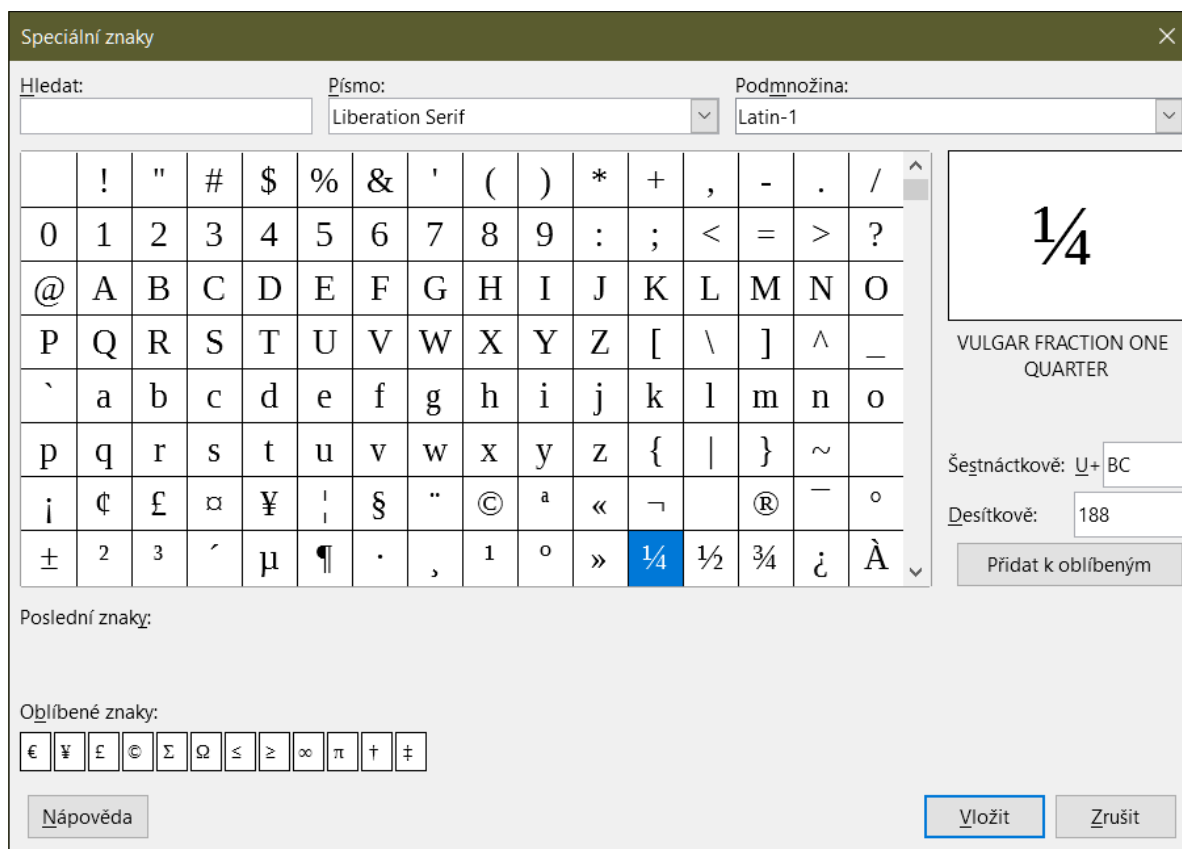 Speciální znaky
Hledat: Písmo: Podmnožina:
Liberation Serif Latin-1
! " # $ % & ' ( ) * + , - . /
0 1 2 3 4 5 6 7 8 9 : ; < = > ?
@ A B C D E F G H I J K L M N O
P Q R S T U V W X Y Z [ \ ] ^ _
` a b c d e f g h i j k l m n o
p q r s t u v w x y z { | } ~
¡ ¢ £ ¤ ¥ ¦ § ¨ © ª « ¬ ® ¯ °
± ² ³ ´ µ ¶ · ¸ ¹ º » ¼ ½ ¾ ¿ À
¼
VULGAR FRACTION ONE
QUARTER
Šestnáctkově: U+ BC
Desítkově: 188
Přidat k oblíbeným
Poslední znaky:
Oblíbené znaky:
€ ¥ £ © Σ Ω ≤ ≥ ∞ π † ‡
Nápověda Vložit Zrušit